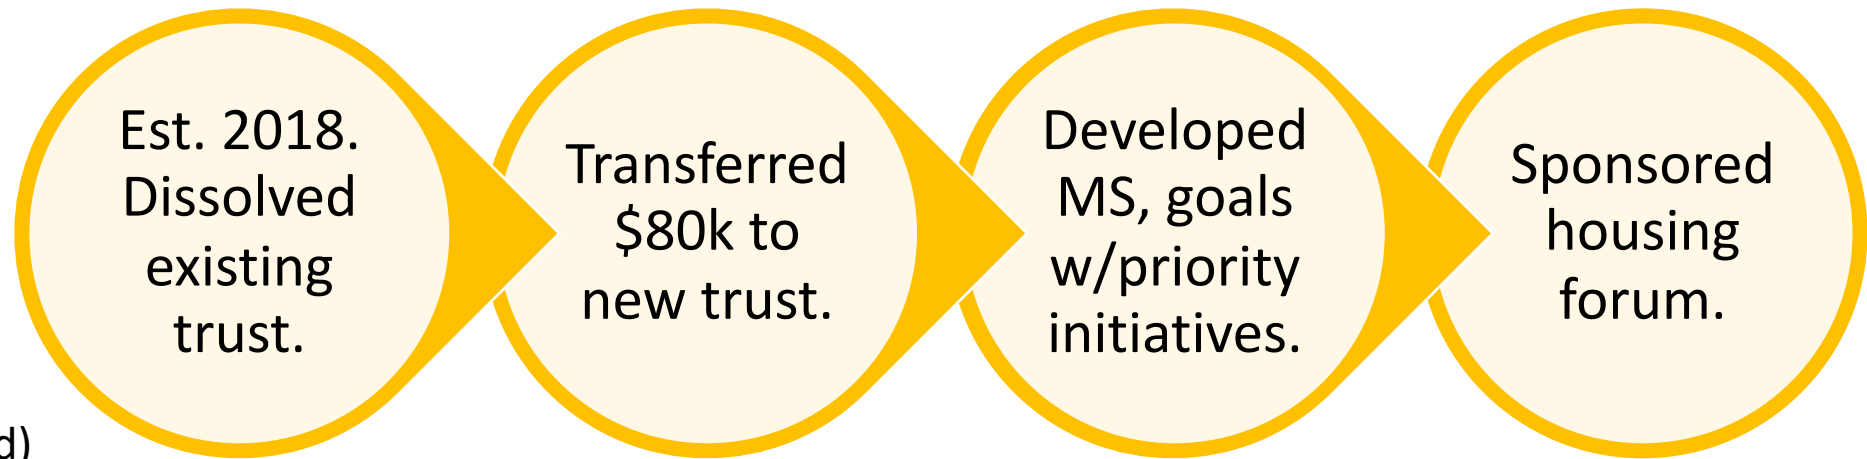 Est. 2018.
Dissolved
existing
trust.
Transferred
$80k to
new trust.
Developed
MS, goals
w/priority
initiatives.
Sponsored
housing
forum.
d)